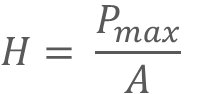 H = P_max / A